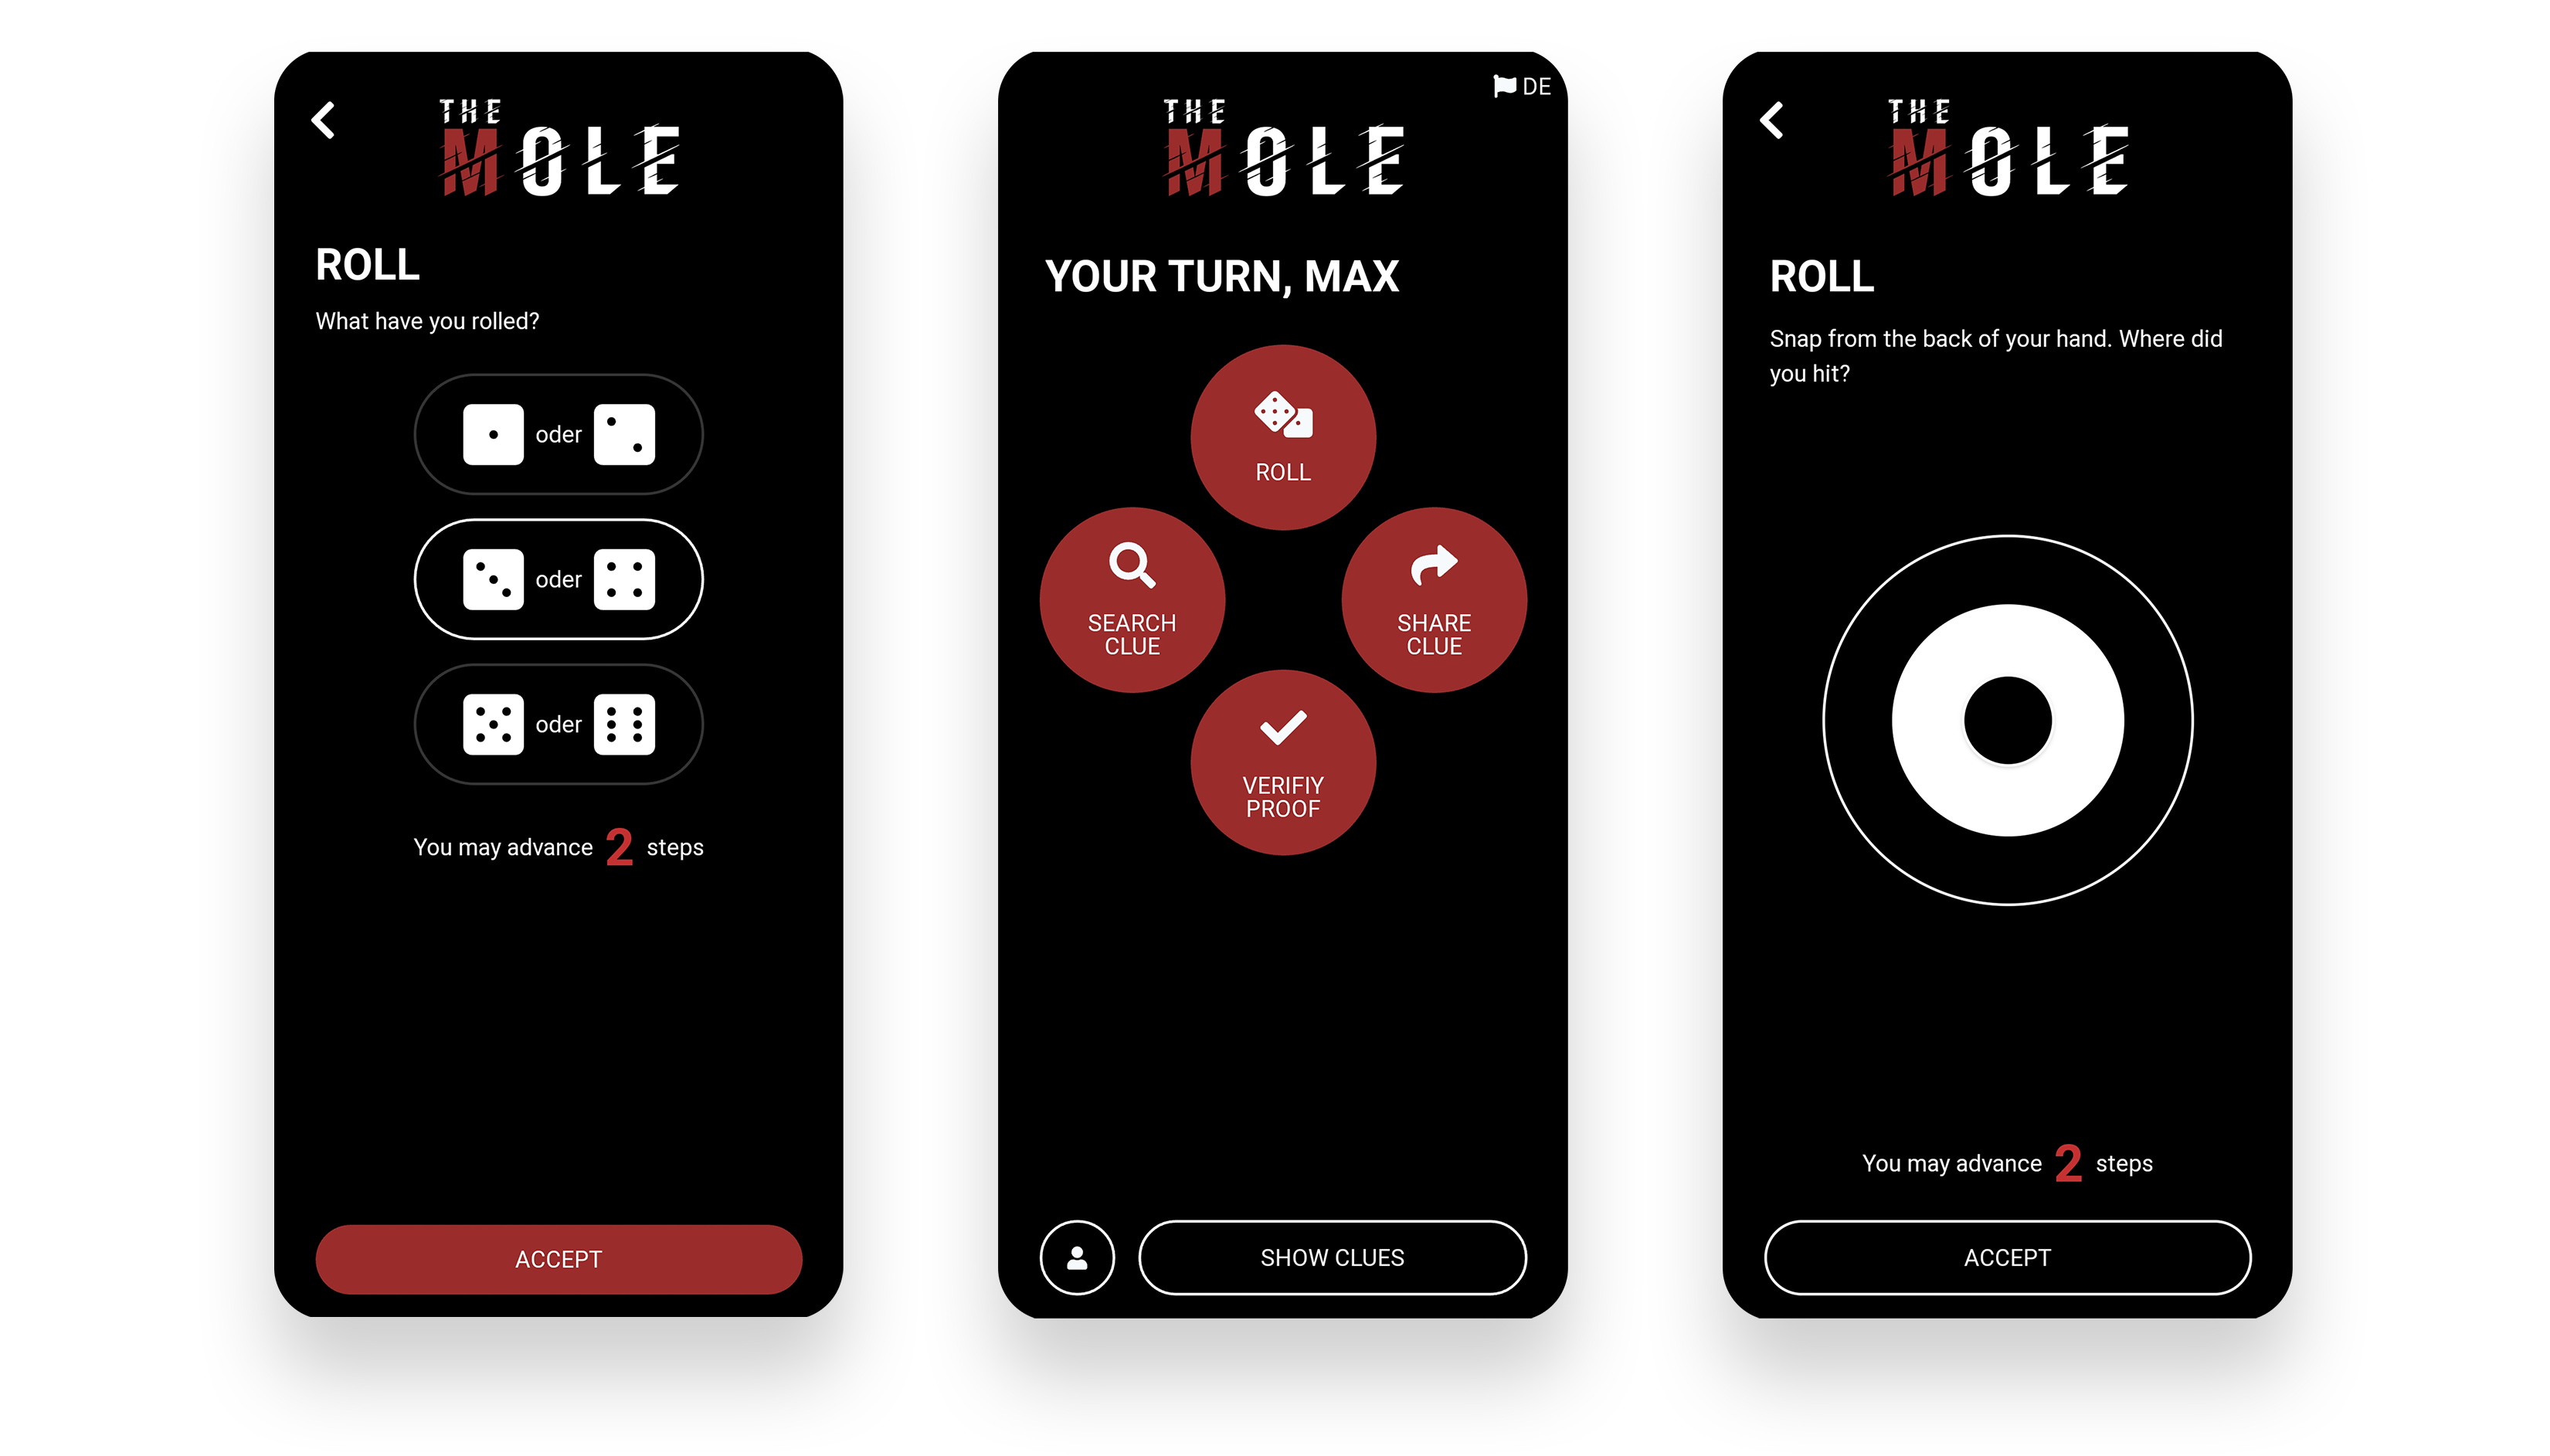 THE
MOLE
ROLL
What have you rolled?
oder
oder
oder
You may advance 2 steps
ACCEPT
DE
THE
MOLE
YOUR TURN, MAX
ROLL
SEARCH
CLUE
SHARE
CLUE
VERIFIY
PROOF
SHOW CLUES
THE
MOLE
ROLL
Snap from the back of your hand. Where did
you hit?
You may advance 2 steps
ACCEPT